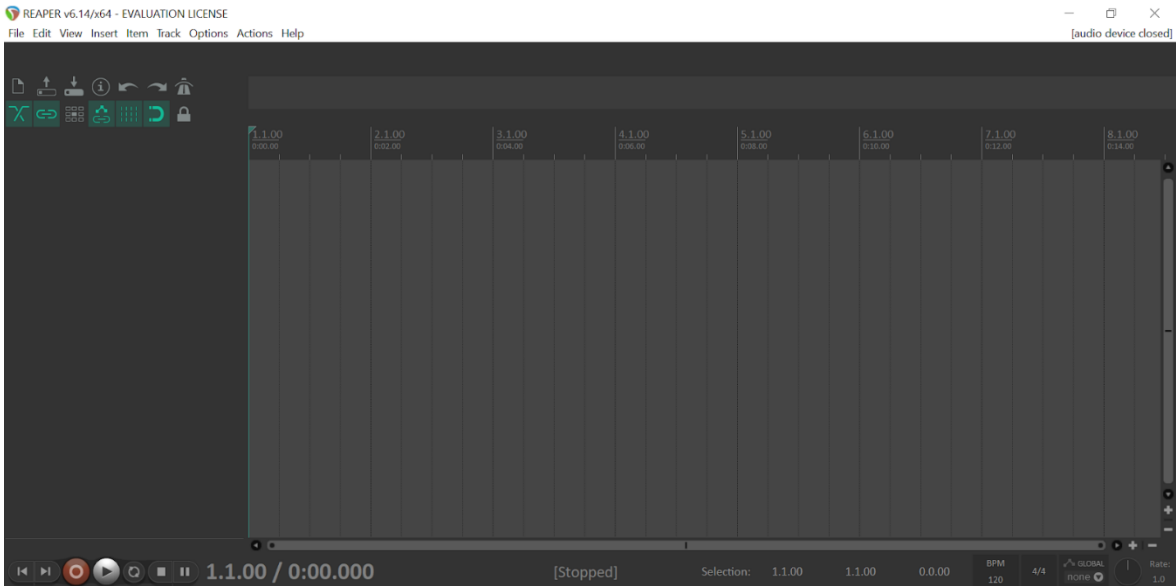 REAPER v6.14/x64 - EVALUATION LICENSE
File Edit View Insert Item Track Options Actions Help [audio device closed]
1.1.00 2.1.00 3.1.00 4.1.00 5.1.00 6.1.00 7.1.00 8.1.00
0:00.00 0:02.00 0:04.00 0:06.00 0:08.00 0:10.00 0:12.00 0:14.00
1.1.00 / 0:00.000 [Stopped] Selection: 1.1.00 1.1.00 0.0.00
BPM
120
4/4
GLOBAL
none
Rate:
1.0